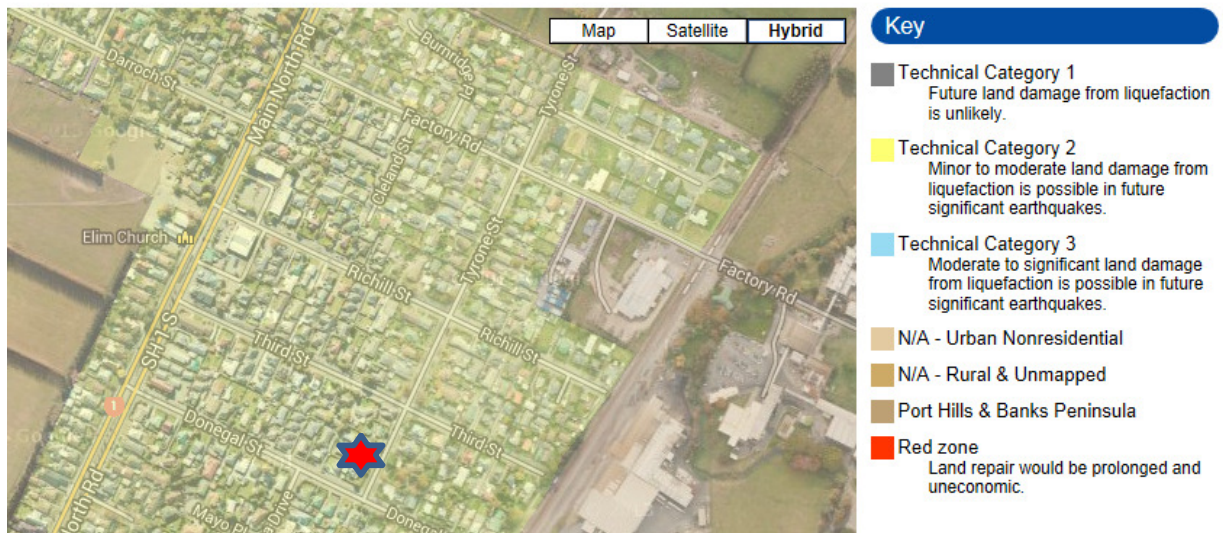 Map
Satellite
Hybrid
Main North Rd
Darroch St
Burnridge
Tyrone St
Factory Rd
Cleland St
Elim Church
Tyrone St
Richill St
Factory Rd
SH 1 S
Third St
Richill St
1
Donegal St
Third St
North Rd
Mayo Pl
Donegal
Key
Technical Category 1
Future land damage from liquefaction
is unlikely.
Technical Category 2
Minor to moderate land damage from
liquefaction is possible in future
significant earthquakes.
Technical Category 3
Moderate to significant land damage
from liquefaction is possible in future
significant earthquakes.
N/A - Urban Nonresidential
N/A - Rural & Unmapped
Port Hills & Banks Peninsula
Red zone
Land repair would be prolonged and
uneconomic.